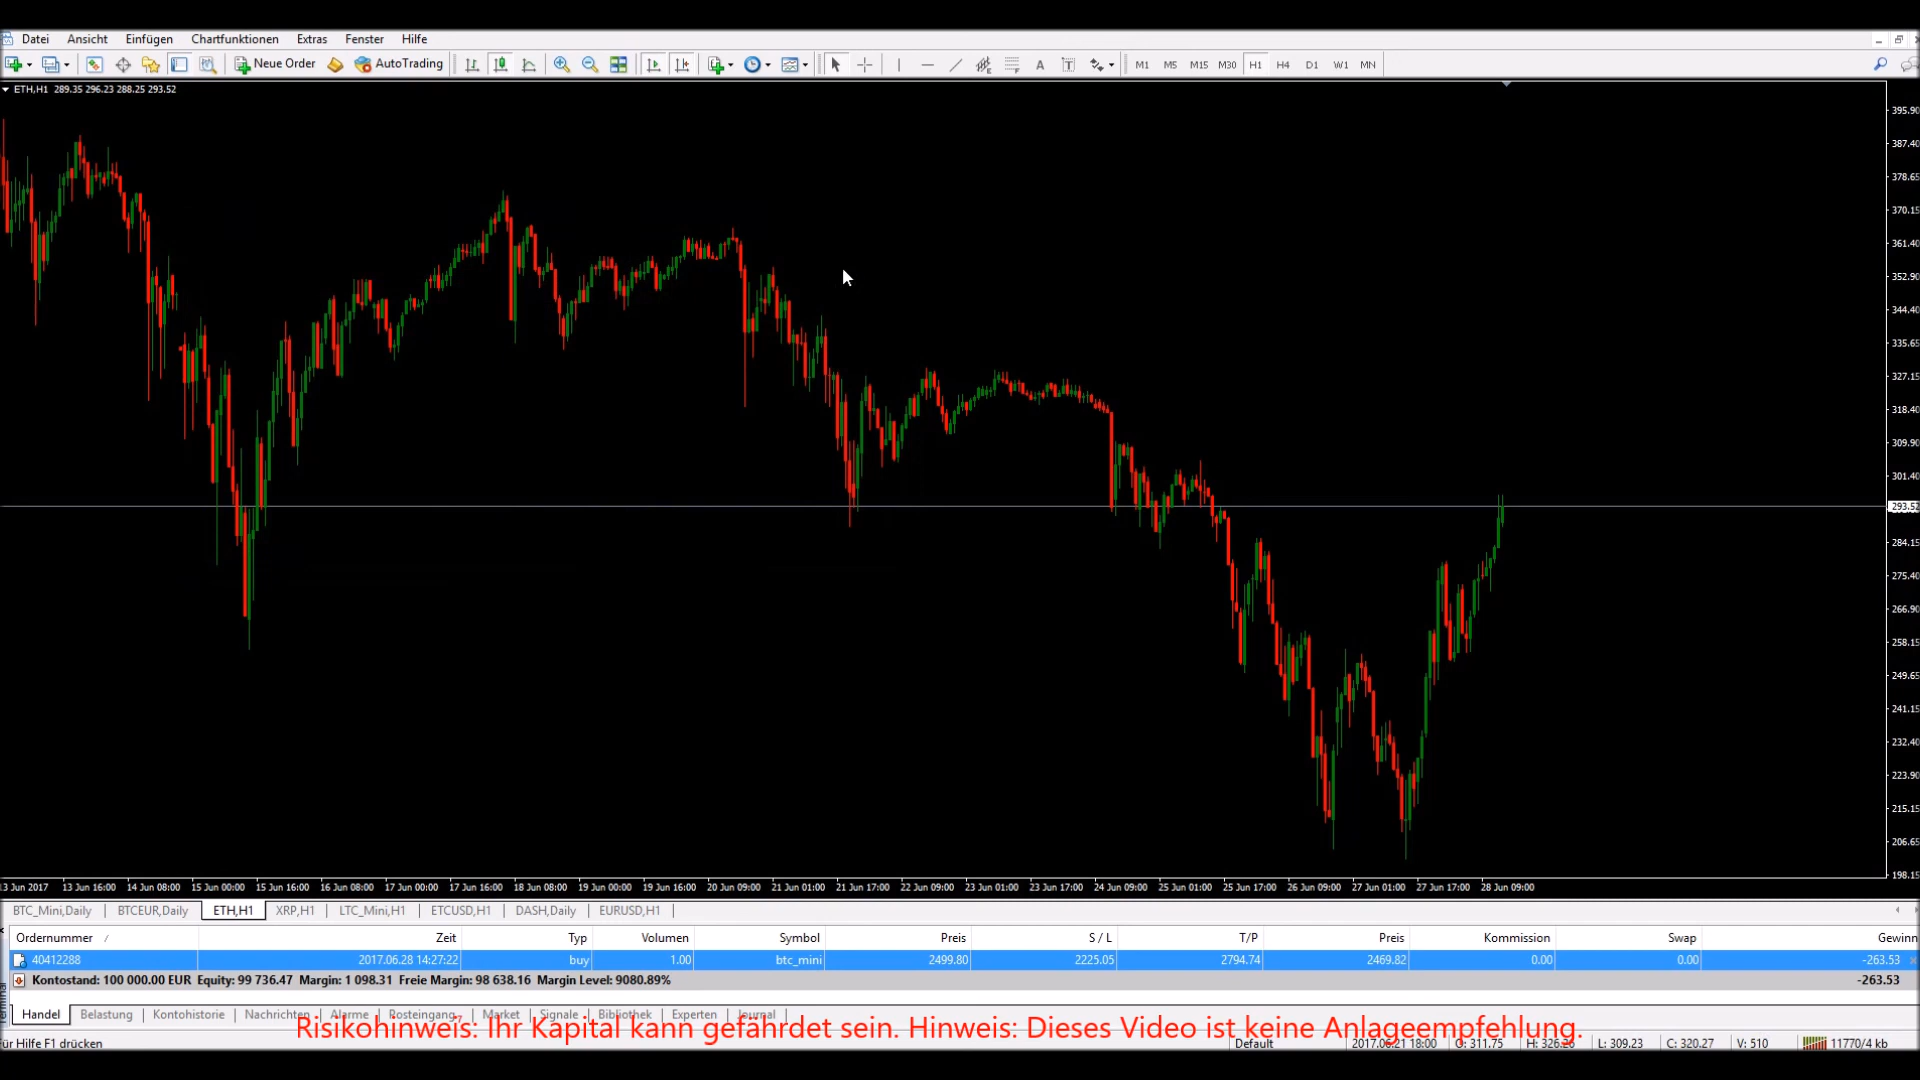 Datei Ansicht Einfügen Chartfunktionen Extras Fenster Hilfe
Neue Order AutoTrading A T M1 M5 M15 M30 H1 H4 D1 W1 MN
ETH,H1 289.35 296.23 288.25 293.52
395.90
387.40
378.65
370.15
361.40
352.90
344.40
335.65
327.15
318.40
309.90
301.40
293.52
284.15
275.40
266.90
258.15
249.65
241.15
232.40
223.90
215.15
206.65
198.15
3 Jun 2017 13 Jun 16:00 14 Jun 08:00 15 Jun 00:00 15 Jun 16:00 16 Jun 08:00 17 Jun 00:00 17 Jun 16:00 18 Jun 08:00 19 Jun 00:00 19 Jun 16:00 20 Jun 09:00 21 Jun 01:00 21 Jun 17:00 22 Jun 09:00 23 Jun 01:00 23 Jun 17:00 24 Jun 09:00 25 Jun 01:00 25 Jun 17:00 26 Jun 09:00 27 Jun 01:00 27 Jun 17:00 28 Jun 09:00
BTC_Mini,Daily BTCEUR,Daily ETH,H1 XRP,H1 LTC_Mini,H1 ETCUSD,H1 DASH,Daily EURUSD,H1
Ordernummer / Zeit Typ Volumen Symbol Preis S / L T/P Preis Kommission Swap Gewinn
40412288 2017.06.28 14:27:22 buy 1.00 btc_mini 2499.80 2225.05 2794.74 2469.82 0.00 0.00 -263.53
Kontostand: 100 000.00 EUR Equity: 99 736.47 Margin: 1 098.31 Freie Margin: 98 638.16 Margin Level: 9080.89% -263.53
Handel Belastung Kontohistorie Nachrichten Alarme Posteingang 7 Market Signale Bibliothek Experten Journal
Risikohinweis: Ihr Kapital kann gefährdet sein. Hinweis: Dieses Video ist keine Anlageempfehlung.
Für Hilfe F1 drücken Default 2017.06.21 18:00 O: 311.75 H: 326.26 L: 309.23 C: 320.27 V: 510 11770/4 kb